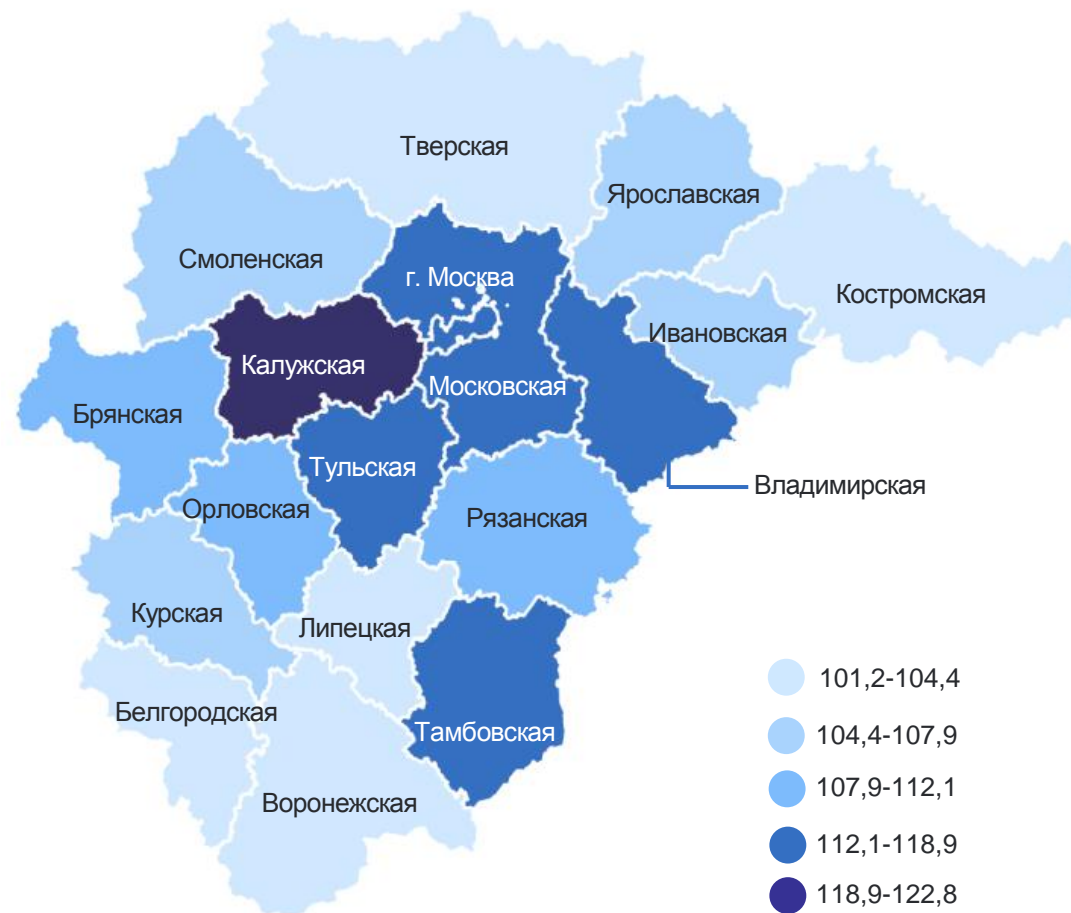 Тверская
Ярославская
Смоленская
г. Москва
Костромская
Ивановская
Калужская
Московская
Брянская
Тульская
Владимирская
Орловская
Рязанская
Курская
Липецкая
Белгородская
Тамбовская
Воронежская
101,2-104,4
104,4-107,9
107,9-112,1
112,1-118,9
118,9-122,8